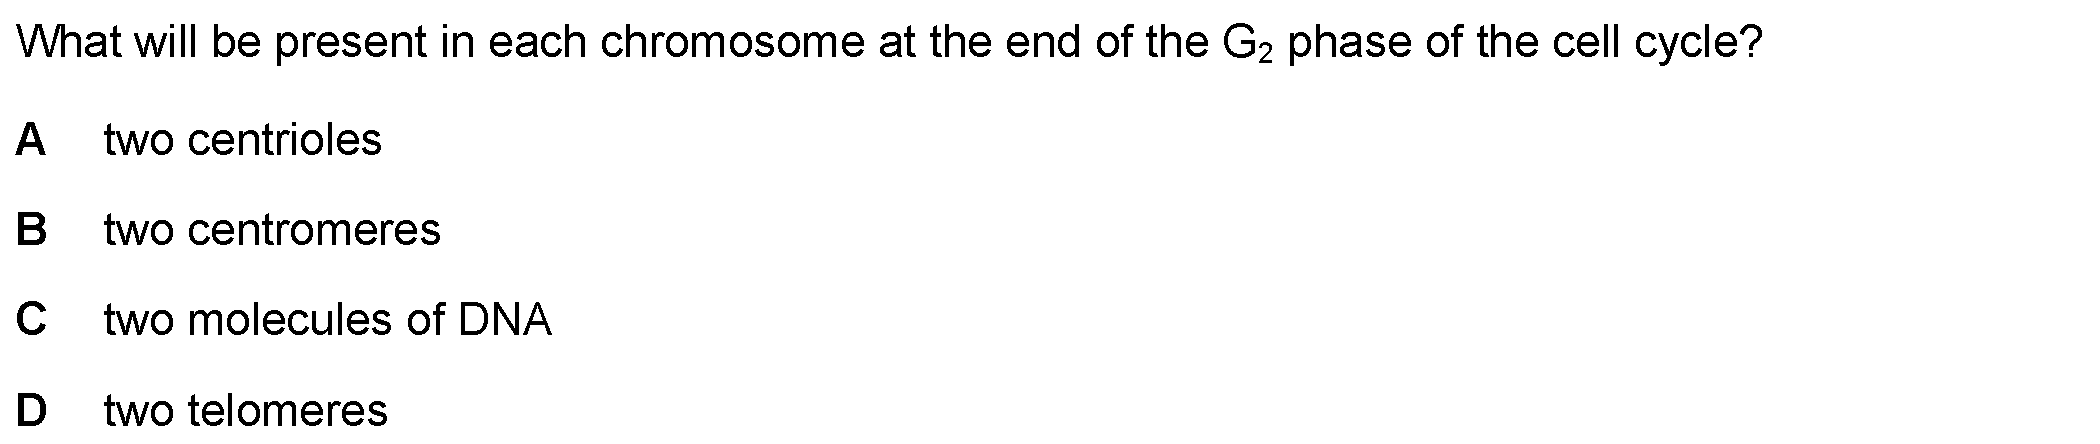 What will be present in each chromosome at the end of the G₂ phase of the cell cycle?
A two centrioles
B two centromeres
C two molecules of DNA
D two telomeres